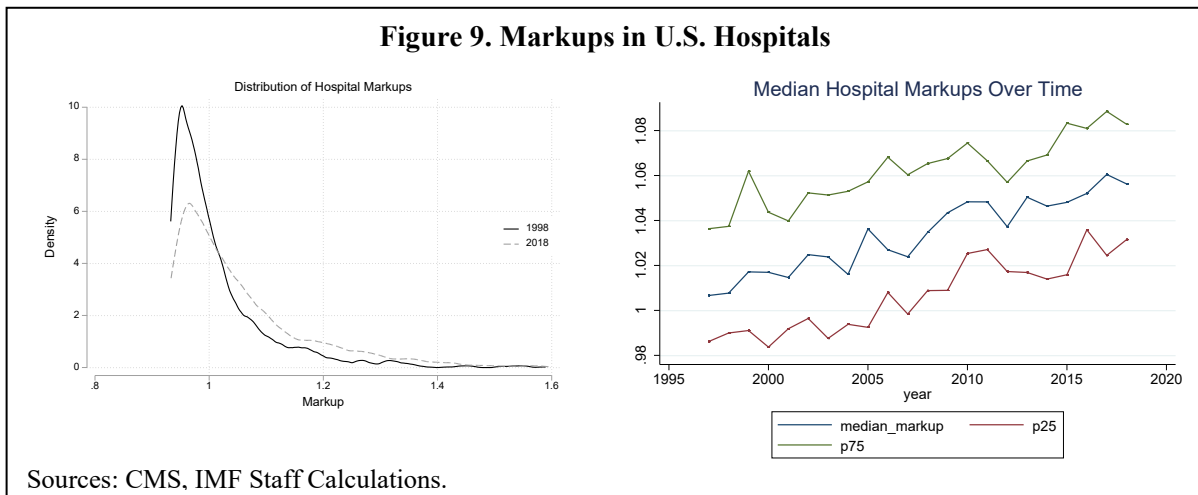 Figure 9. Markups in U.S. Hospitals
Distribution of Hospital Markups
10
8
6
4
2
0
Density
1998
2018
.8
1
1.2
1.4
1.6
Markup
Median Hospital Markups Over Time
1.08
1.06
1.04
1.02
1
.98
1995
2000
2005
2010
2015
2020
year
median_markup
p25
p75
Sources: CMS, IMF Staff Calculations.